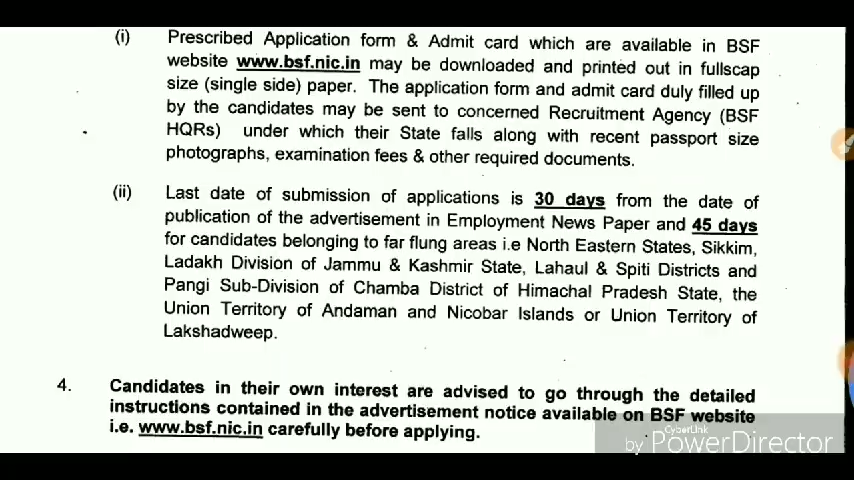 (i) Prescribed Application form & Admit card which are available in BSF
website www.bsf.nic.in may be downloaded and printed out in fullscap
size (single side) paper. The application form and admit card duly filled up
by the candidates may be sent to concerned Recruitment Agency (BSF
HQRs) under which their State falls along with recent passport size
photographs, examination fees & other required documents.
(ii) Last date of submission of applications is 30 days from the date of
publication of the advertisement in Employment News Paper and 45 days
for candidates belonging to far flung areas i.e North Eastern States, Sikkim,
Ladakh Division of Jammu & Kashmir State, Lahaul & Spiti Districts and
Pangi Sub-Division of Chamba District of Himachal Pradesh State, the
Union Territory of Andaman and Nicobar Islands or Union Territory of
Lakshadweep.
4. Candidates in their own interest are advised to go through the detailed
instructions contained in the advertisement notice available on BSF website
i.e. www.bsf.nic.in carefully before applying.
CyberLink
by PowerDirector